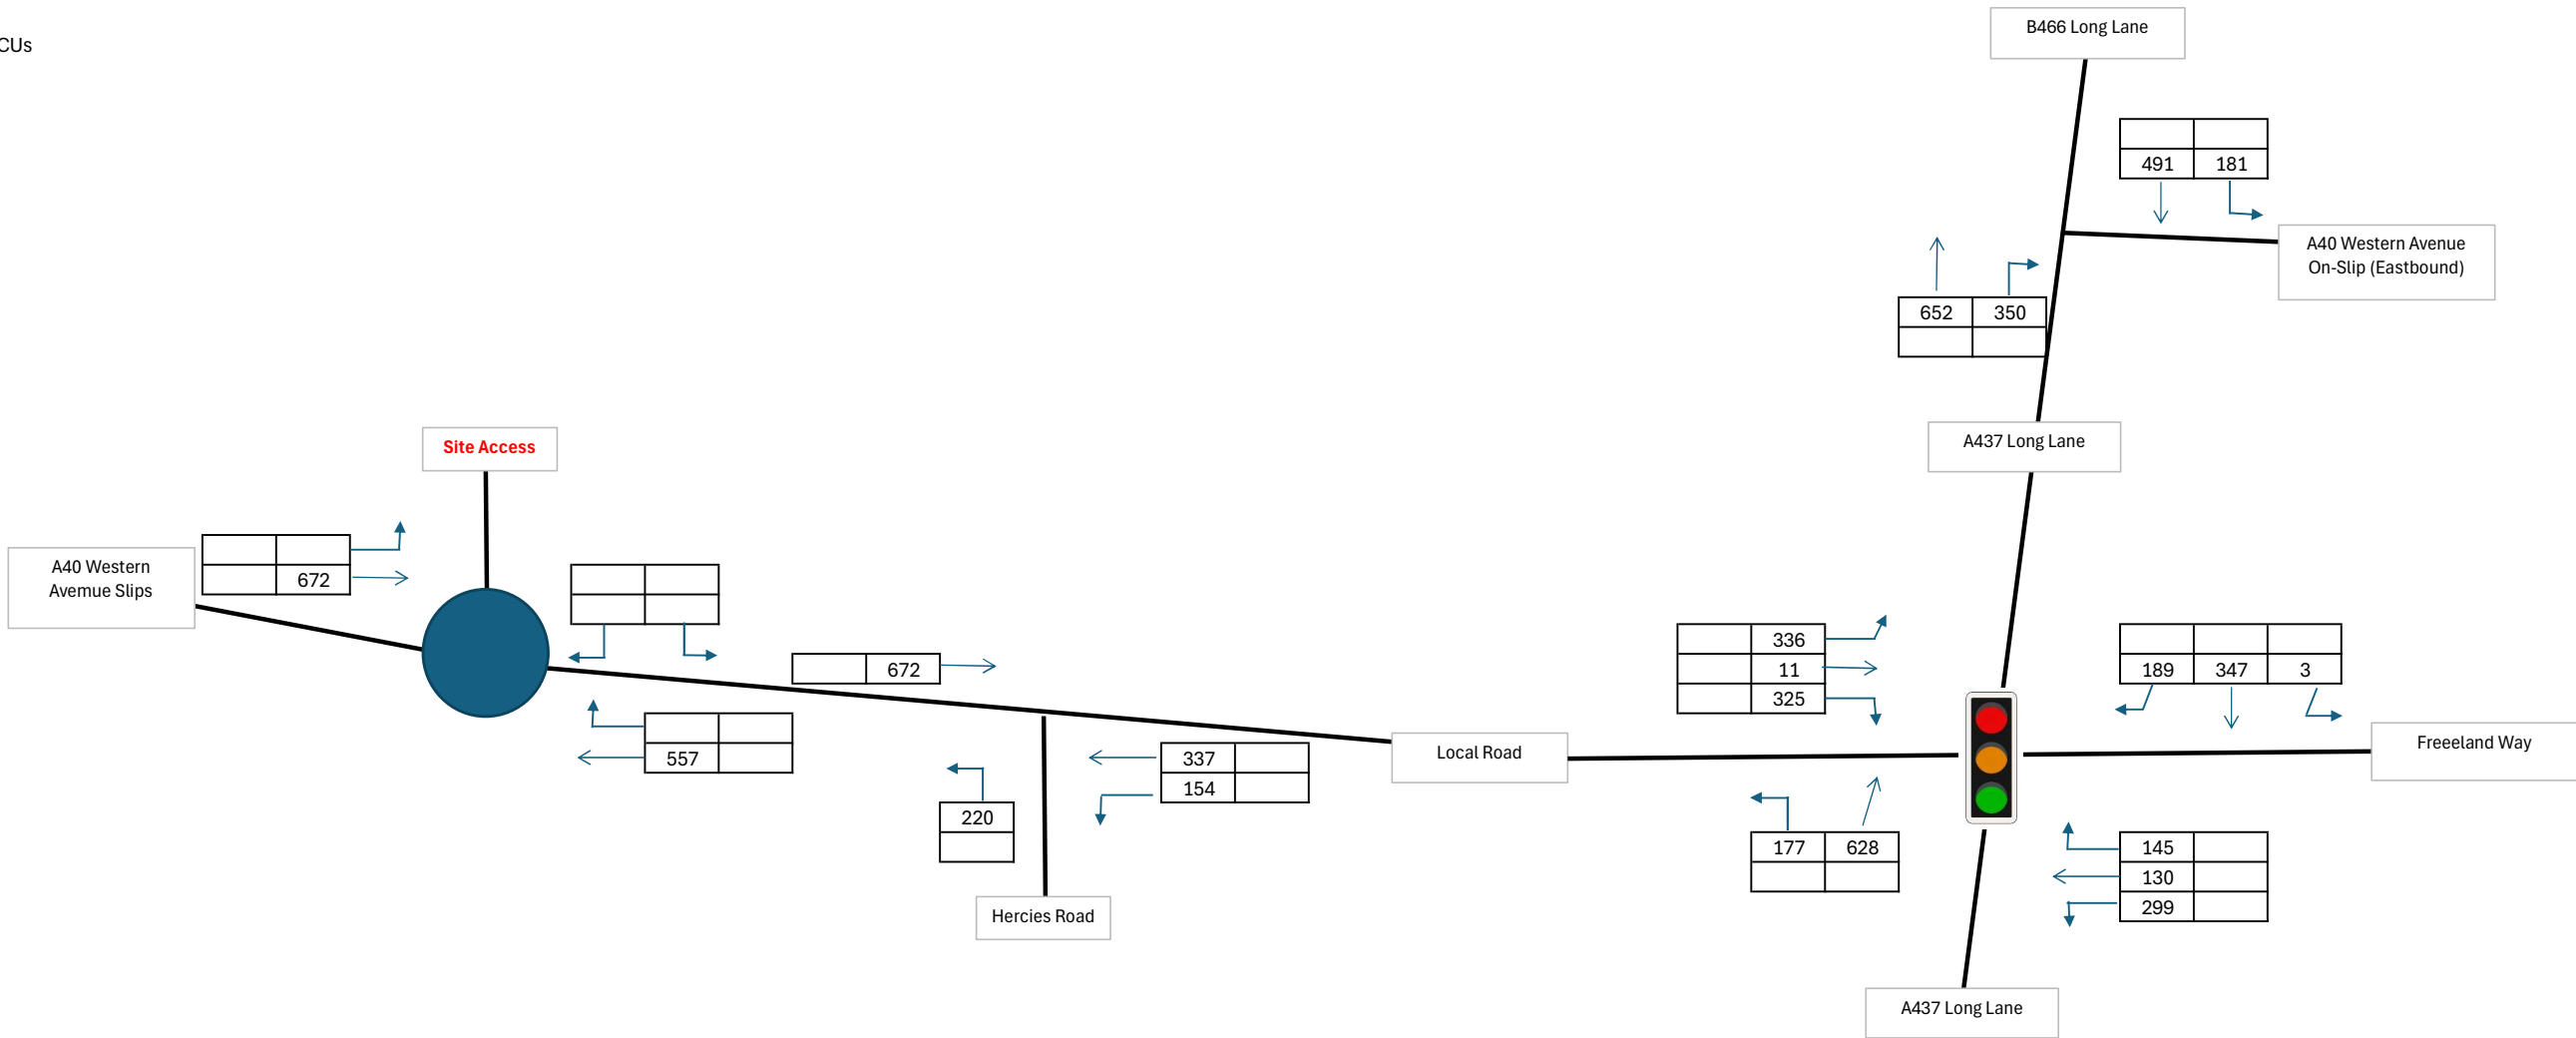 CUs
B466 Long Lane
491 181
A40 Western Avenue
On-Slip (Eastbound)
652 350
A437 Long Lane
Site Access
A40 Western
Avemue Slips
672
672
557
337
154
220
Hercies Road
Local Road
336
11
325
189 347 3
Freeeland Way
177 628
145
130
299
A437 Long Lane